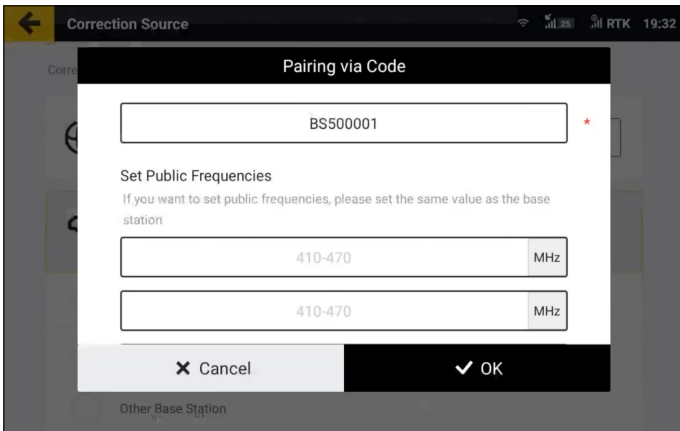 Correction Source
25 RTK 19:32
Corre
Pairing via Code
BS500001 *
Set Public Frequencies
If you want to set public frequencies, please set the same value as the base
station
410-470 MHz
410-470 MHz
Cancel OK
Other Base Station